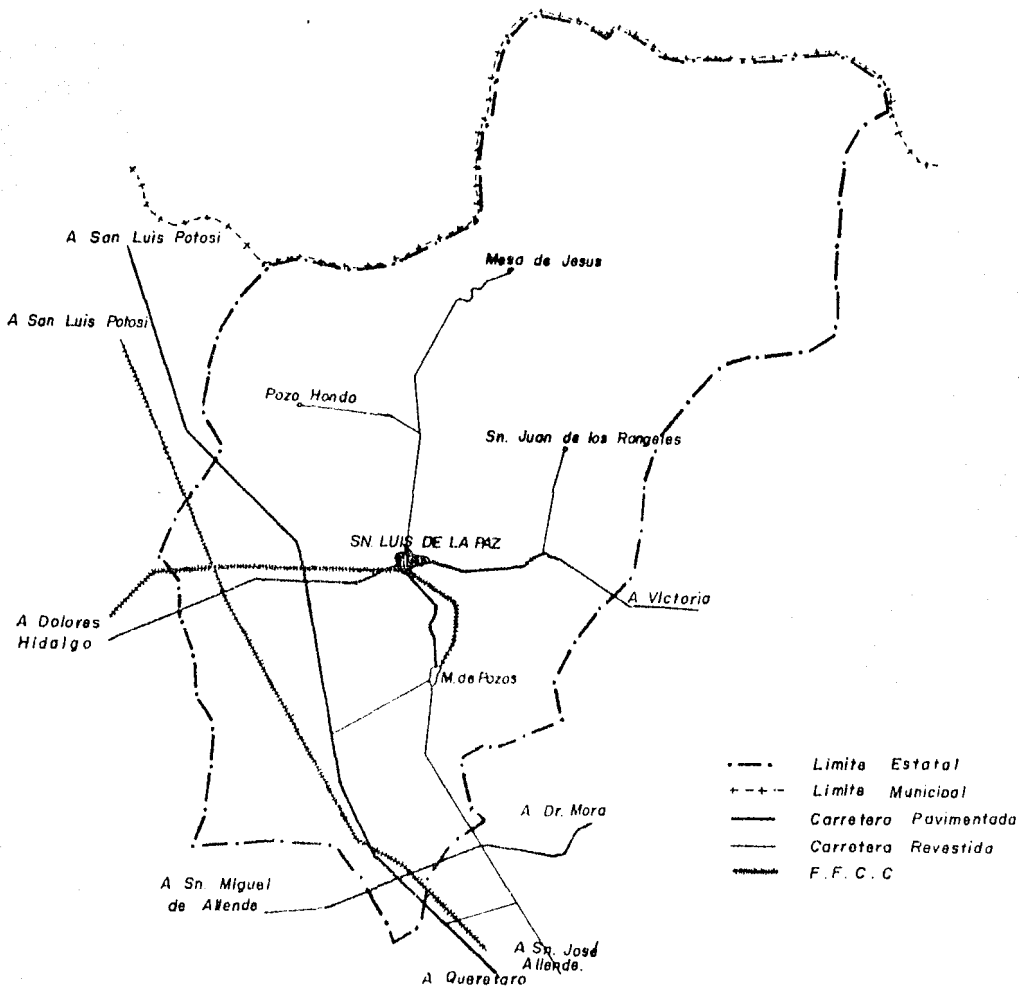 A San Luis Potosi
A San Luis Potosi
Mesa de Jesus
Pozo Hondo
Sn. Juan de los Rangeles
SN. LUIS DE LA PAZ
A Victoria
A Dolores
Hidalgo
M. de Pozos
A Dr. Mora
A Sn. Miguel
de Allende
A Sn. José
Allende.
A Queretaro
Limite Estatal
Limite Municipal
Carretera Pavimentada
Carretera Revestida
F.F.C.C